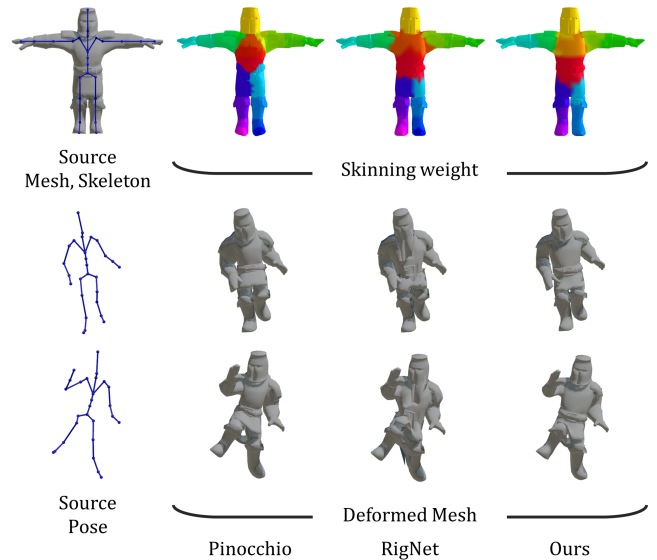 Source
Mesh, Skeleton
Skinning weight
Source
Pose
Deformed Mesh
Pinocchio
RigNet
Ours